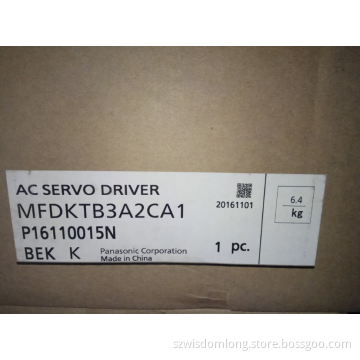 AC SERVO DRIVER
MFDKTB3A2CA1
20161101
6.4
kg
P16110015N
BEK K
Panasonic Corporation
Made in China
1 pc.
szwisdomlong.store.bossgoo.com